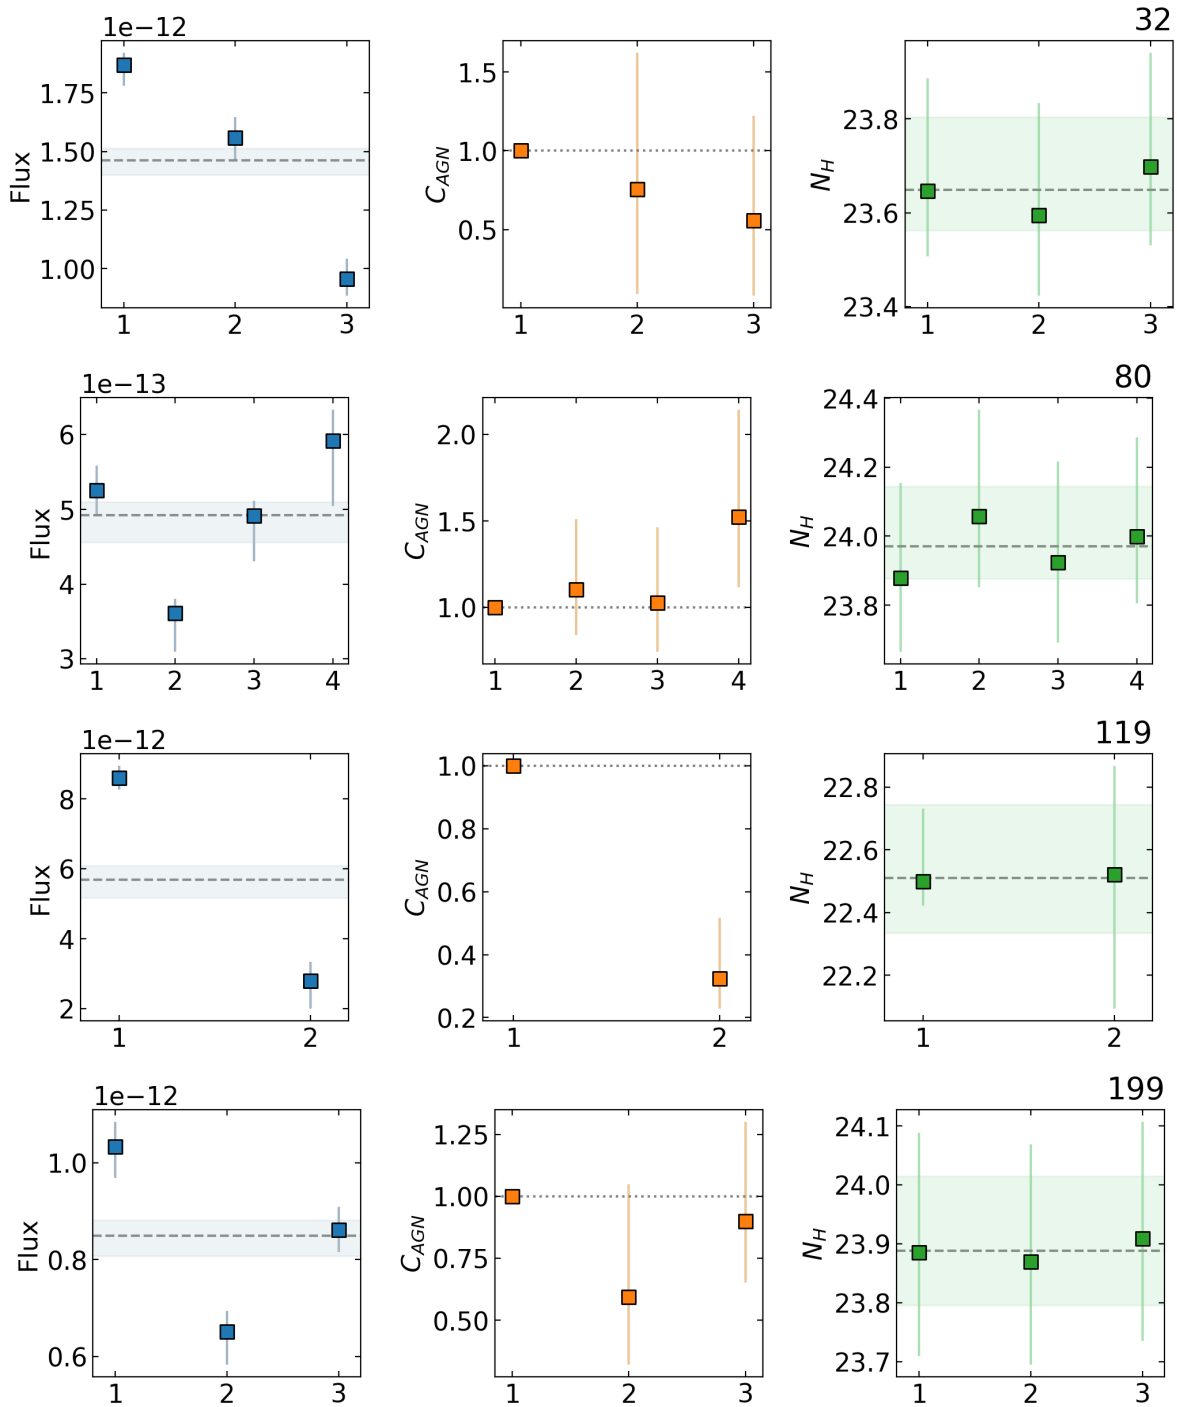 1e−12
32
Flux
1.75
1.50
1.25
1.00
1 2 3
C_AGN
1.5
1.0
0.5
1 2 3
N_H
23.8
23.6
23.4
1 2 3
1e−13
80
Flux
6
5
4
3
1 2 3 4
C_AGN
2.0
1.5
1.0
1 2 3 4
N_H
24.4
24.2
24.0
23.8
1 2 3 4
1e−12
119
Flux
8
6
4
2
1 2
C_AGN
1.0
0.8
0.6
0.4
0.2
1 2
N_H
22.8
22.6
22.4
22.2
1 2
1e−12
199
Flux
1.0
0.8
0.6
1 2 3
C_AGN
1.25
1.00
0.75
0.50
1 2 3
N_H
24.1
24.0
23.9
23.8
23.7
1 2 3